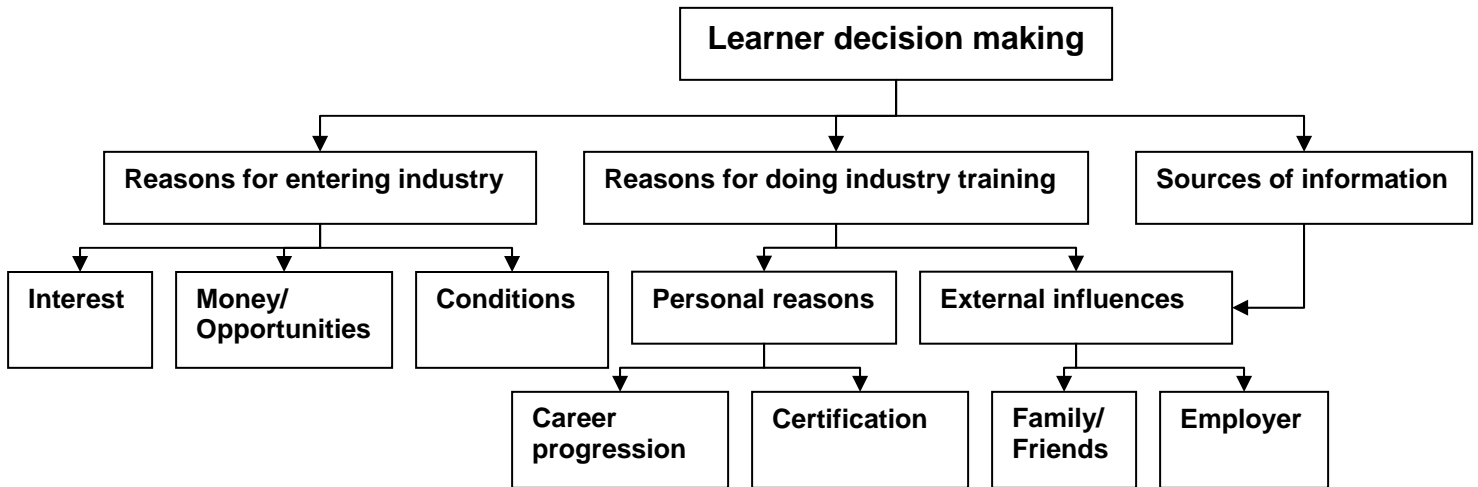 Learner decision making
Reasons for entering industry
Reasons for doing industry training
Sources of information
Interest
Money/
Opportunities
Conditions
Personal reasons
External influences
Career
progression
Certification
Family/
Friends
Employer